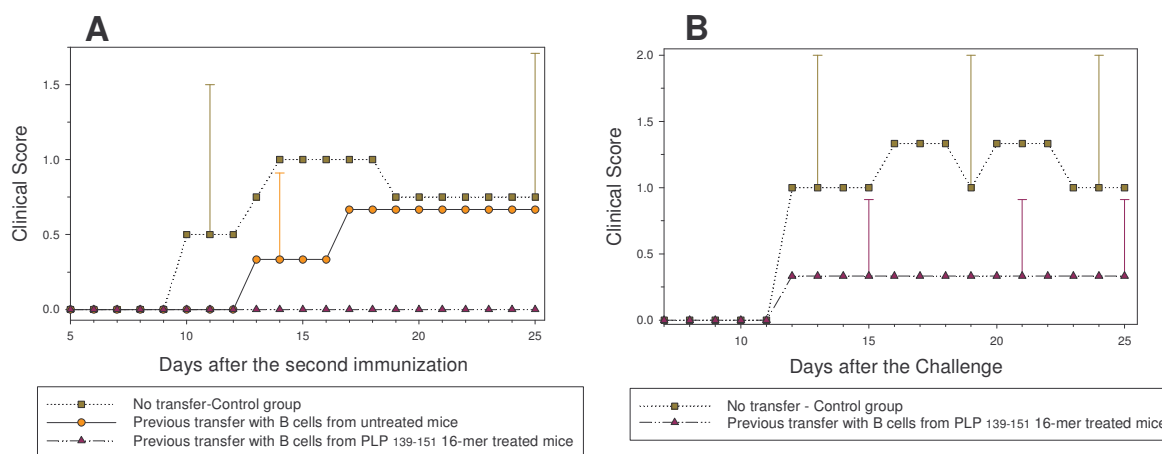 A
Clinical Score
1.5
1.0
0.5
0.0
5
10
15
20
25
Days after the second immunization
No transfer-Control group
Previous transfer with B cells from untreated mice
Previous transfer with B cells from PLP 139-151 16-mer treated mice
B
Clinical Score
2.0
1.5
1.0
0.5
0.0
10
15
20
25
Days after the Challenge
No transfer - Control group
Previous transfer with B cells from PLP 139-151 16-mer treated mice